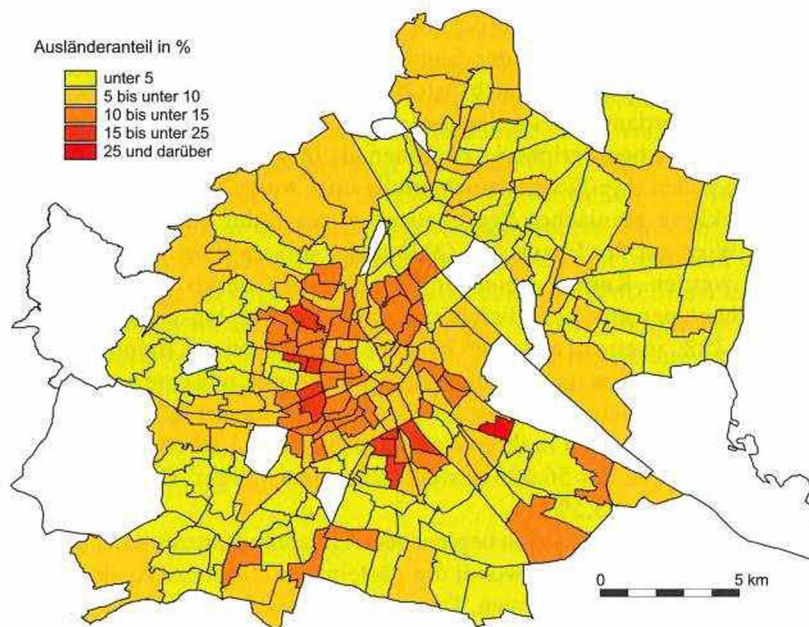 Ausländeranteil in %
unter 5
5 bis unter 10
10 bis unter 15
15 bis unter 25
25 und darüber
0 5 km